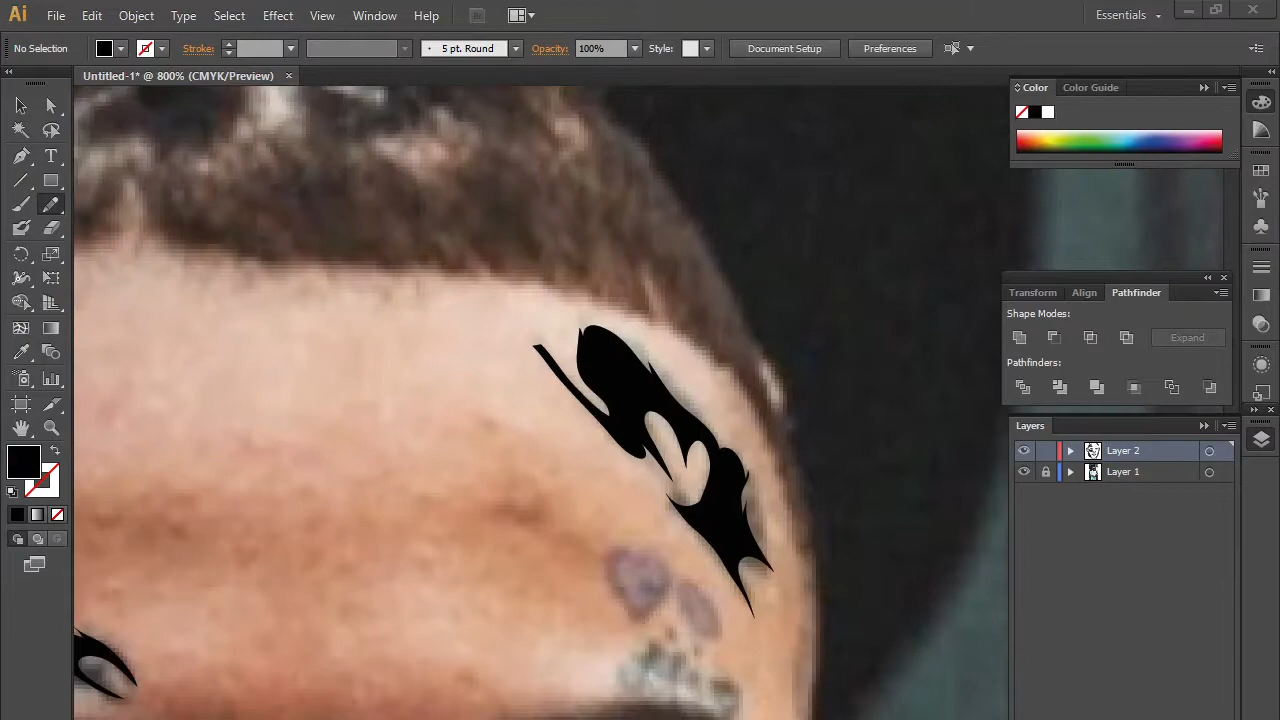 Ai File Edit Object Type Select Effect View Window Help Br Essentials
No Selection Stroke: 5 pt. Round Opacity: 100% Style: Document Setup Preferences
Untitled-1* @ 800% (CMYK/Preview)
Color Color Guide
Transform Align Pathfinder
Shape Modes:
Expand
Pathfinders:
Layers
Layer 2
Layer 1